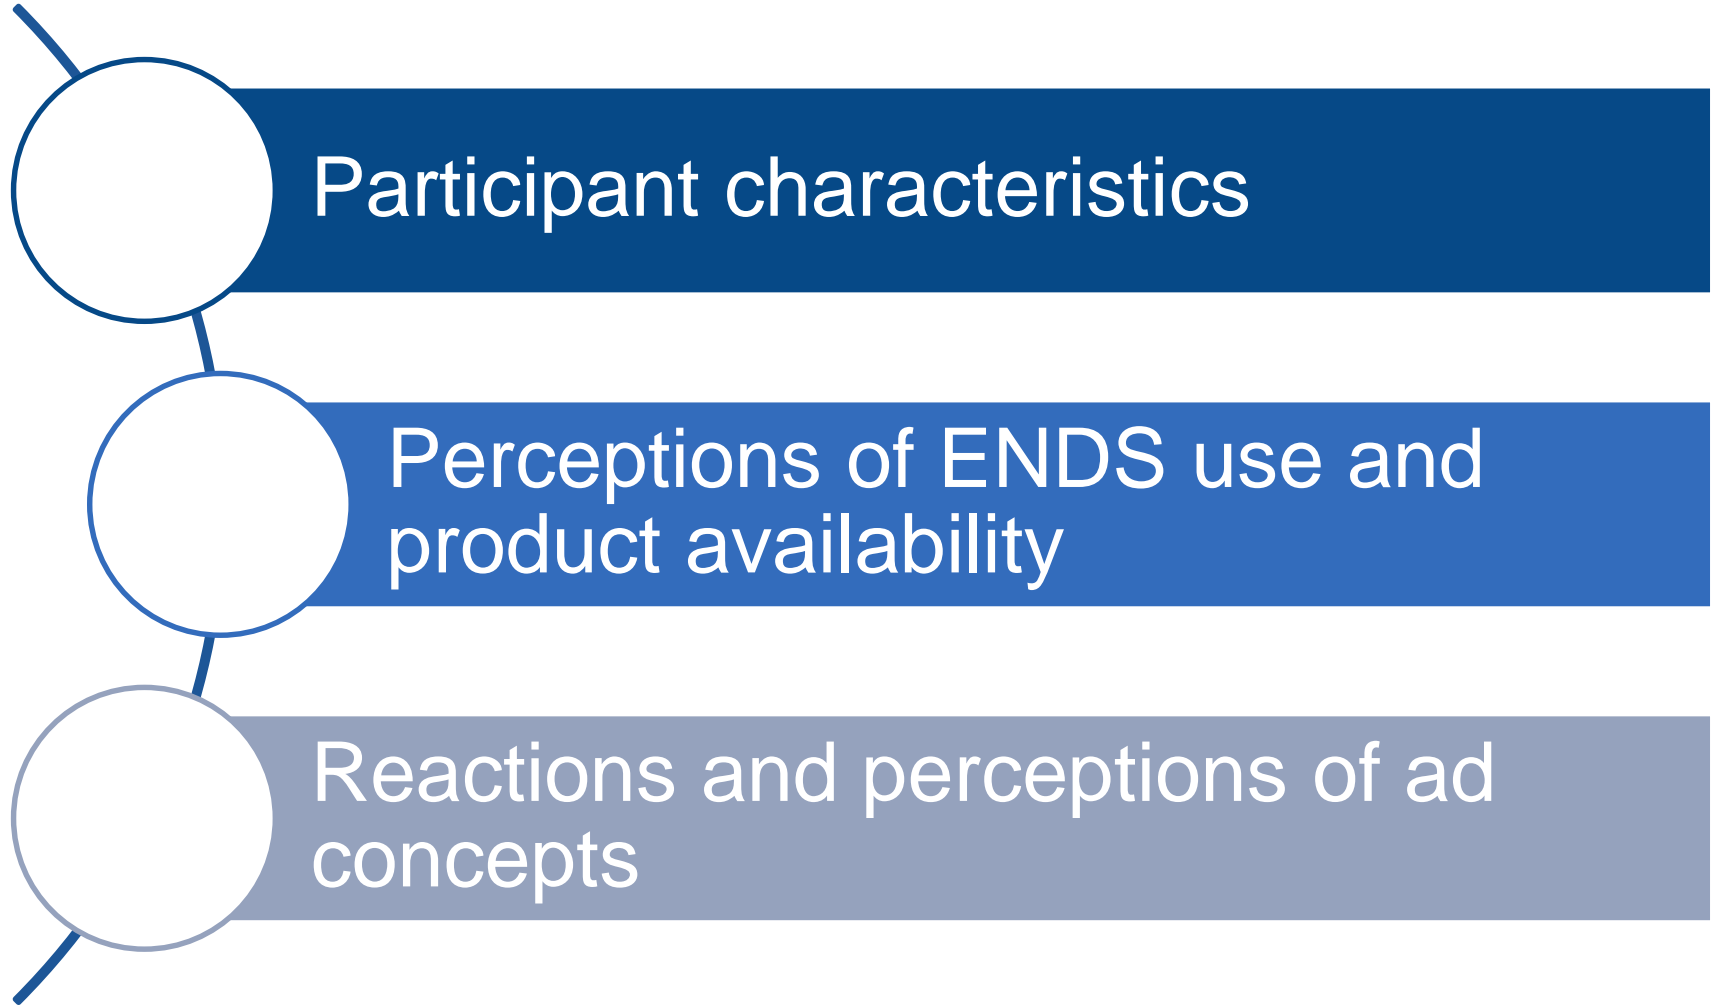 Participant characteristics
Perceptions of ENDS use and
product availability
Reactions and perceptions of ad
concepts